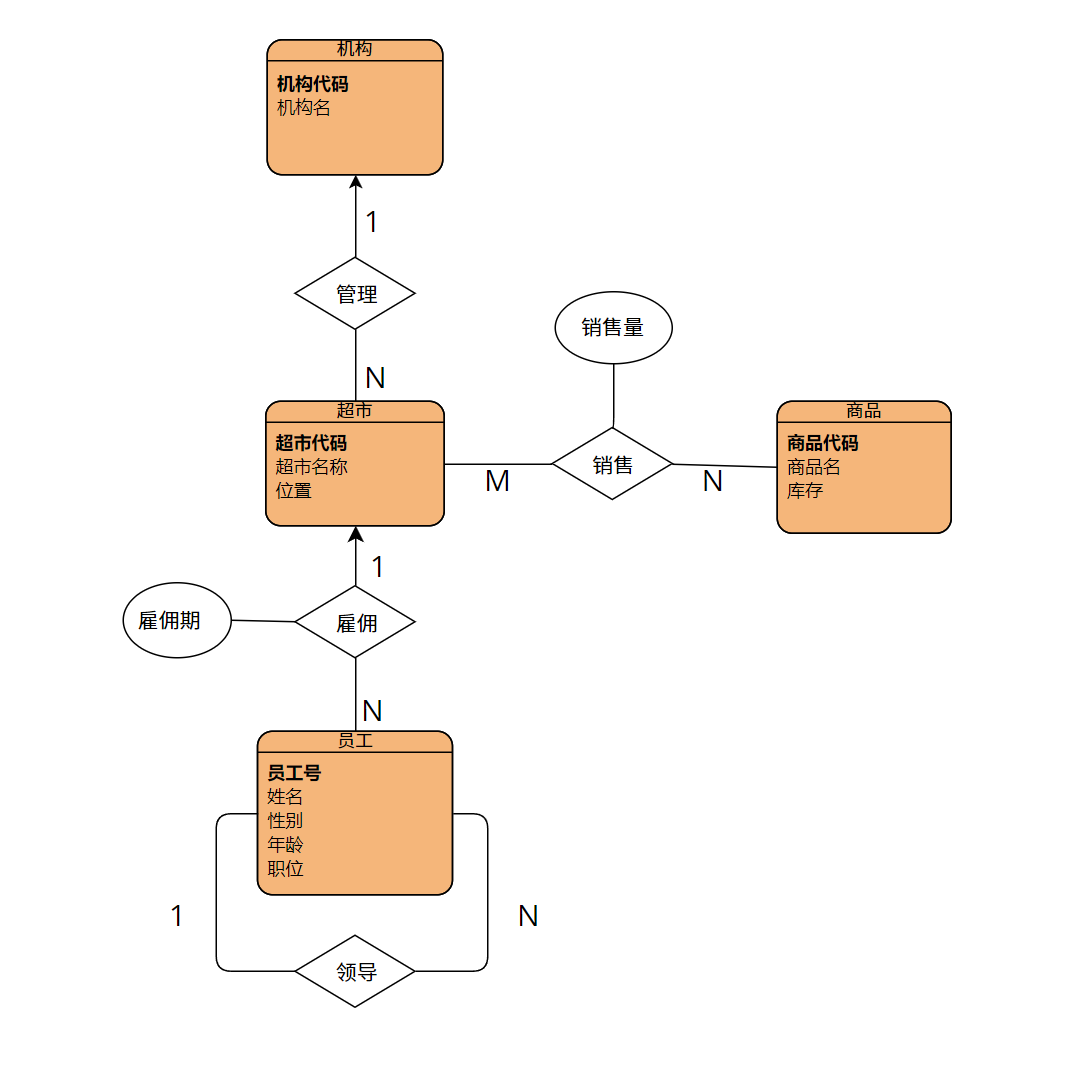 机构
机构代码
机构名
1
管理
N
销售量
超市
超市代码
超市名称
位置
M
销售
N
商品
商品代码
商品名
库存
1
雇佣期
雇佣
N
员工
员工号
姓名
性别
年龄
职位
1
N
领导